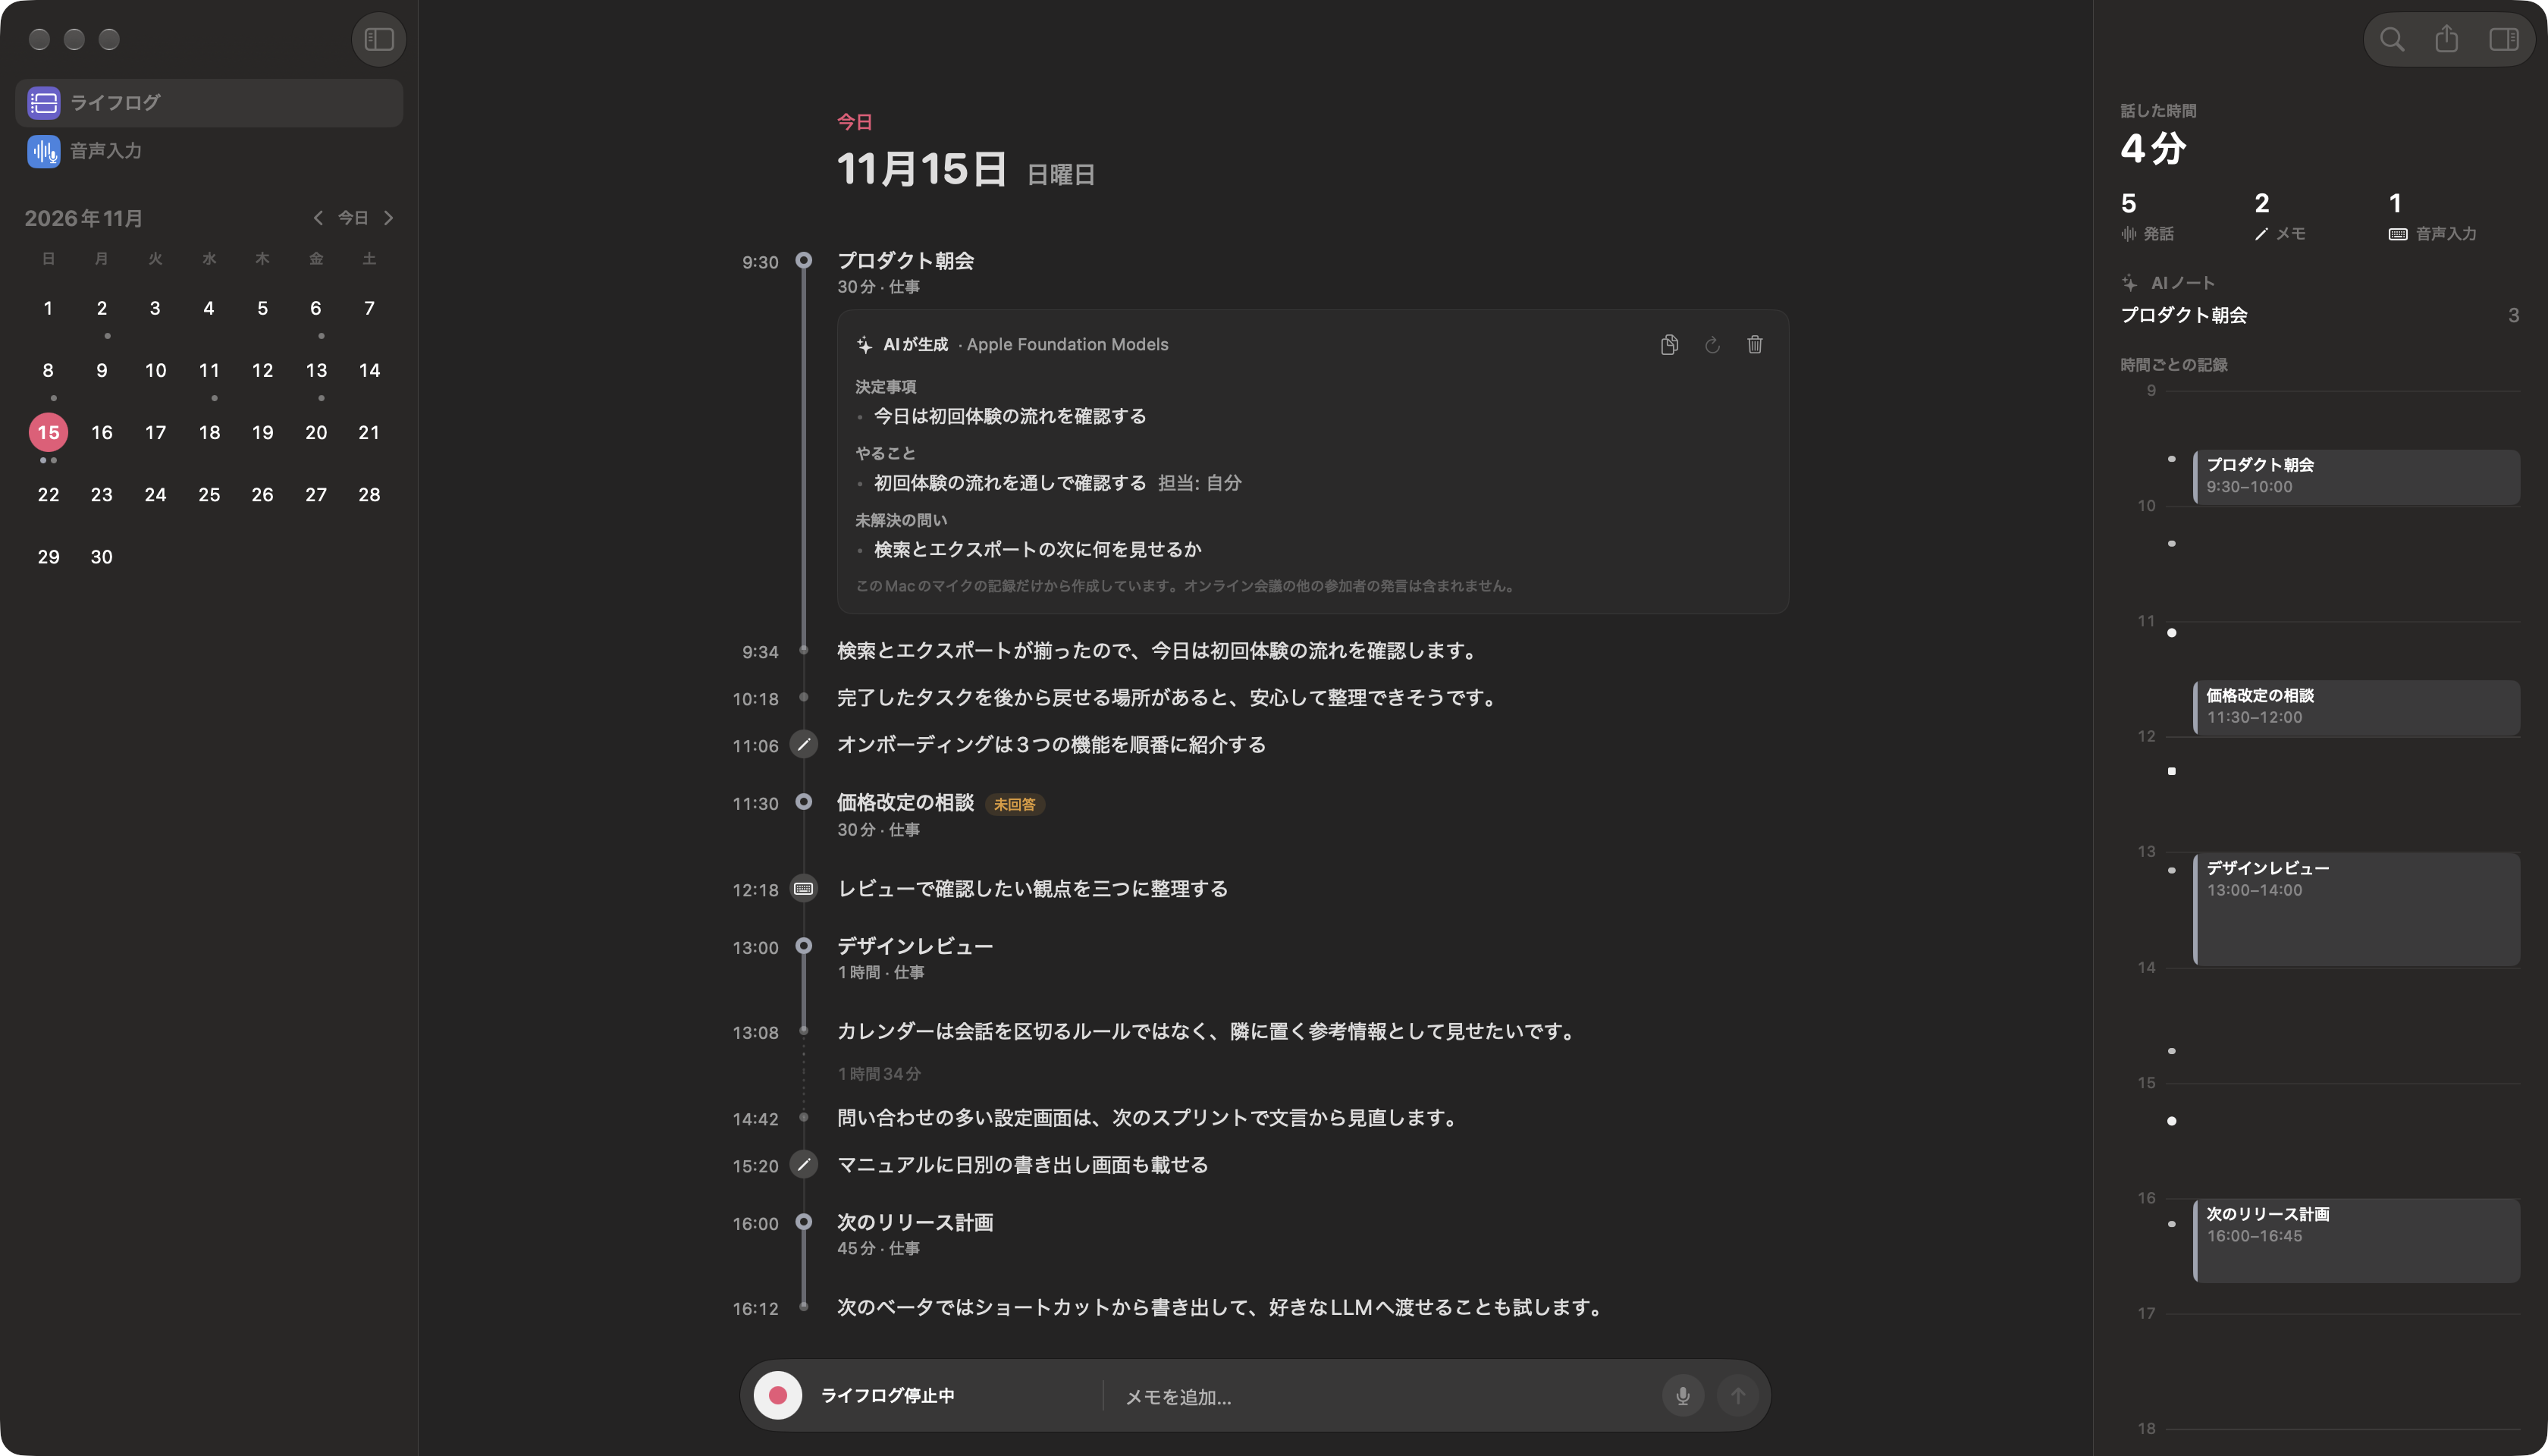 ライフログ
音声入力
2026年11月
今日
日 月 火 水 木 金 土
1 2 3 4 5 6 7
8 9 10 11 12 13 14
15 16 17 18 19 20 21
22 23 24 25 26 27 28
29 30
今日
11月15日 日曜日
9:30 プロダクト朝会
30分 · 仕事
AIが生成 · Apple Foundation Models
決定事項
• 今日は初回体験の流れを確認する
やること
• 初回体験の流れを通しで確認する 担当: 自分
未解決の問い
• 検索とエクスポートの次に何を見せるか
このMacのマイクの記録だけから作成しています。オンライン会議の他の参加者の発言は含まれません。
9:34 検索とエクスポートが揃ったので、今日は初回体験の流れを確認します。
10:18 完了したタスクを後から戻せる場所があると、安心して整理できそうです。
11:06 オンボーディングは3つの機能を順番に紹介する
11:30 価格改定の相談 未回答
30分 · 仕事
12:18 レビューで確認したい観点を三つに整理する
13:00 デザインレビュー
1時間 · 仕事
13:08 カレンダーは会話を区切るルールではなく、隣に置く参考情報として見せたいです。
1時間34分
14:42 問い合わせの多い設定画面は、次のスプリントで文言から見直します。
15:20 マニュアルに日別の書き出し画面も載せる
16:00 次のリリース計画
45分 · 仕事
16:12 次のベータではショートカットから書き出して、好きなLLMへ渡せることも試します。
ライフログ停止中
メモを追加...
話した時間
4分
5 2 1
発話 メモ 音声入力
AIノート
プロダクト朝会 3
時間ごとの記録
9
プロダクト朝会
9:30–10:00
10
11
価格改定の相談
11:30–12:00
12
13
デザインレビュー
13:00–14:00
14
15
16
次のリリース計画
16:00–16:45
17
18